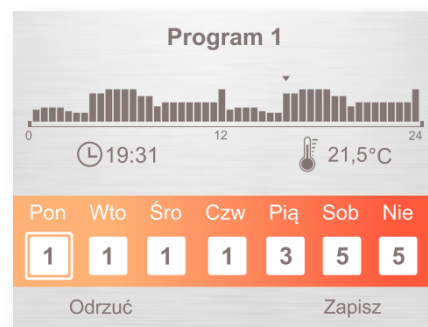 Program 1
0 12 24
19:31 21,5°C
Pon Wto Śro Czw Pią Sob Nie
1 1 1 1 3 5 5
Odrzuć Zapisz